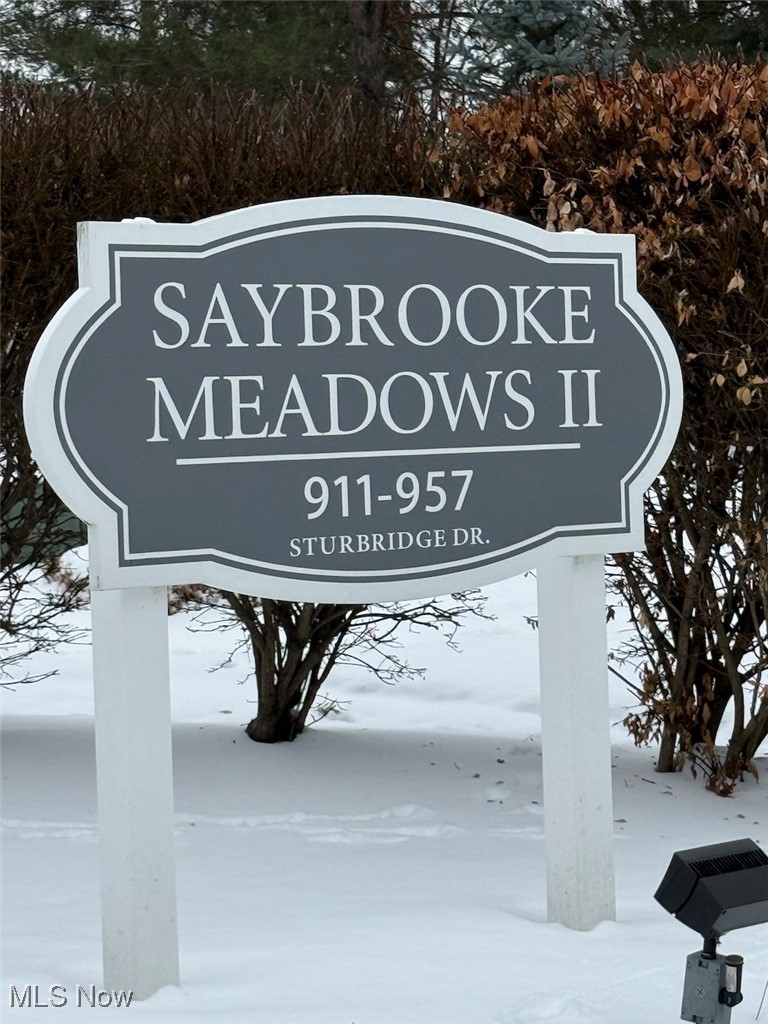 SAYBROOKE
MEADOWS II
911-957
STURBRIDGE DR.
MLS Now